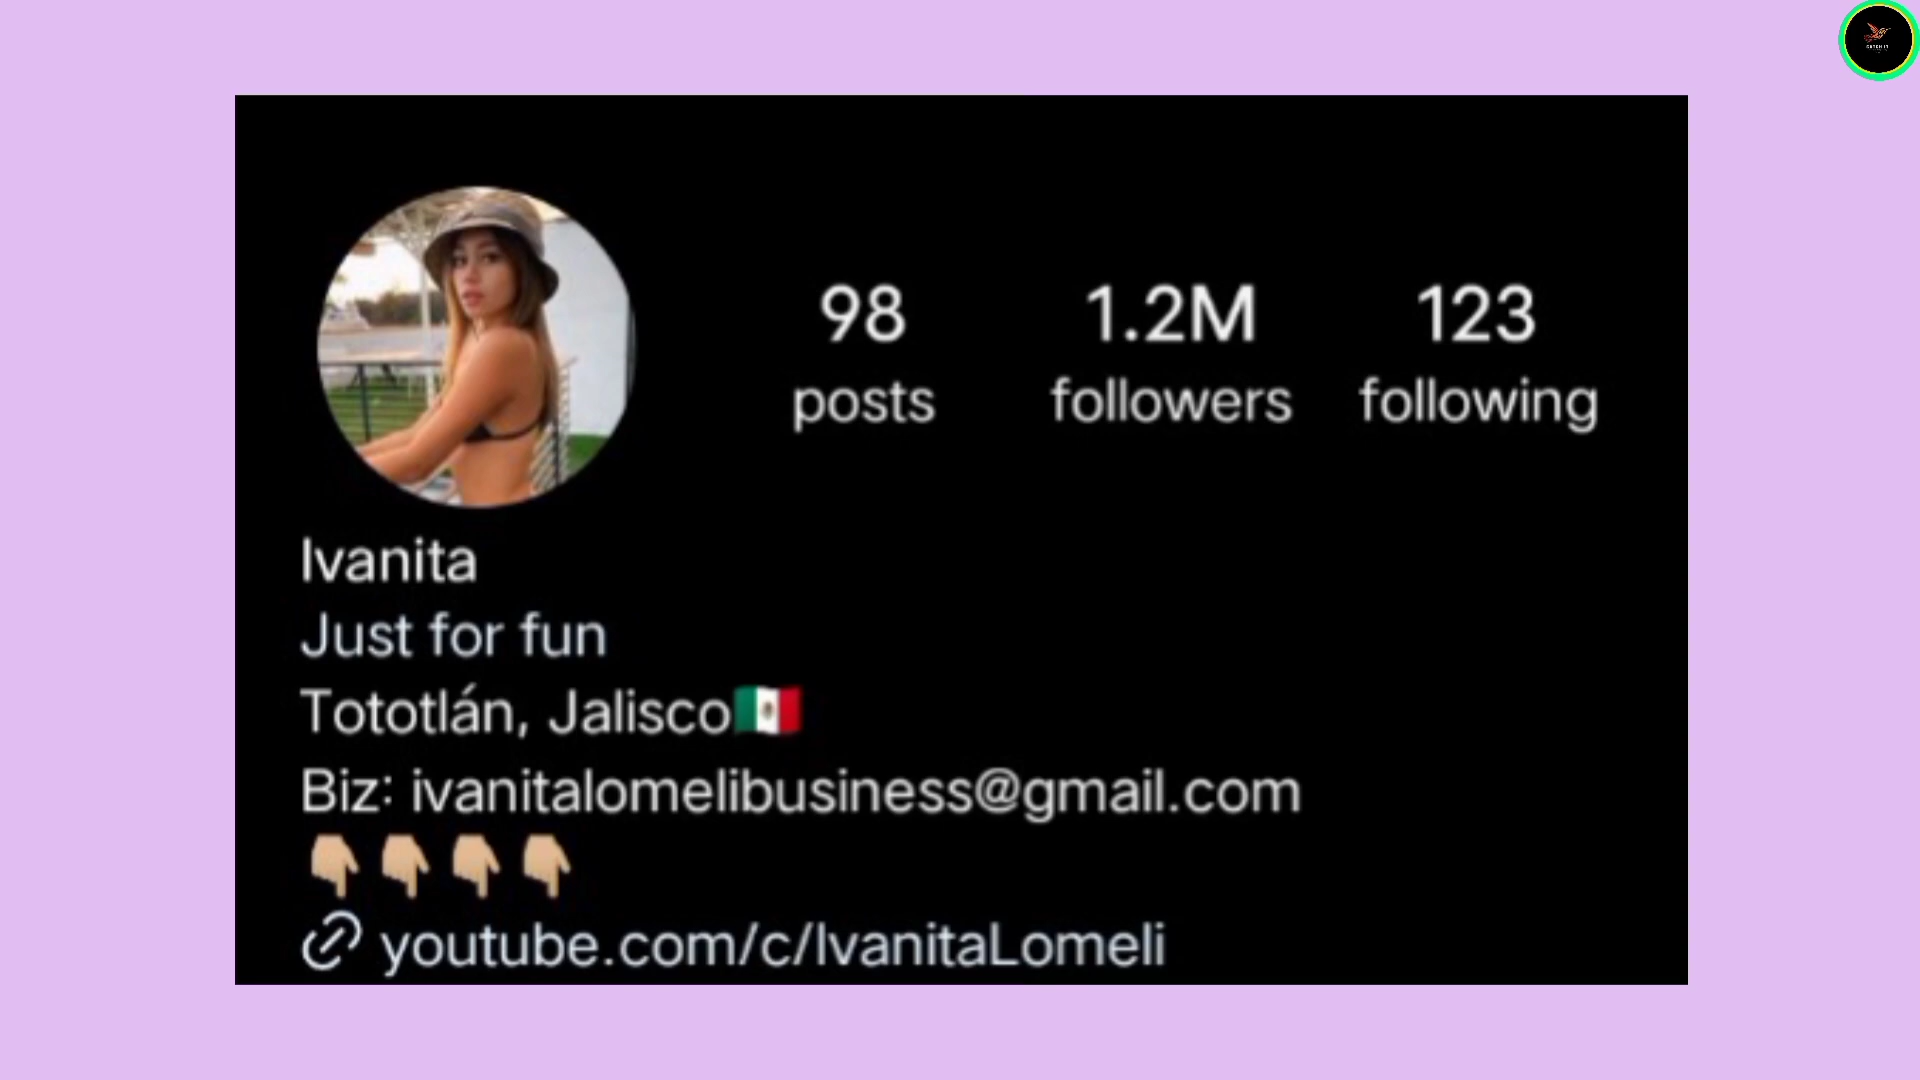 98 1.2M 123
posts followers following
Ivanita
Just for fun
Tototlán, Jalisco🇲🇽
Biz: ivanitalomelibusiness@gmail.com
👇🏼👇🏼👇🏼👇🏼
youtube.com/c/IvanitaLomeli